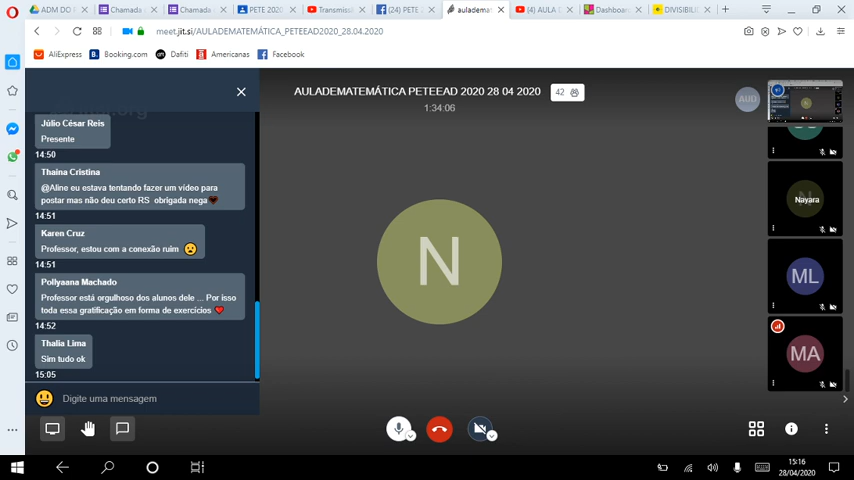 ADM DO P
Chamada
Chamada
PETE 2020
Transmiss
(24) PETE
aulademat
(4) AULA D
Dashboar
DIVISIBILI
meet.jit.si/AULADEMATEMÁTICA_PETEEAD2020_28.04.2020
AliExpress
Booking.com
Dafiti
Americanas
Facebook
AULADEMATEMÁTICA PETEEAD 2020 28 04 2020
42
1:34:06
AUD
Júlio César Reis
Presente
14:50
Thaina Cristina
@Aline eu estava tentando fazer um vídeo para
postar mas não deu certo RS obrigada nega
14:51
Karen Cruz
Professor, estou com a conexão ruim
14:51
Pollyaana Machado
Professor está orgulhoso dos alunos dele ... Por isso
toda essa gratificação em forma de exercícios
14:52
Thalia Lima
Sim tudo ok
15:05
Digite uma mensagem
N
Nayara
ML
MA
15:16
28/04/2020